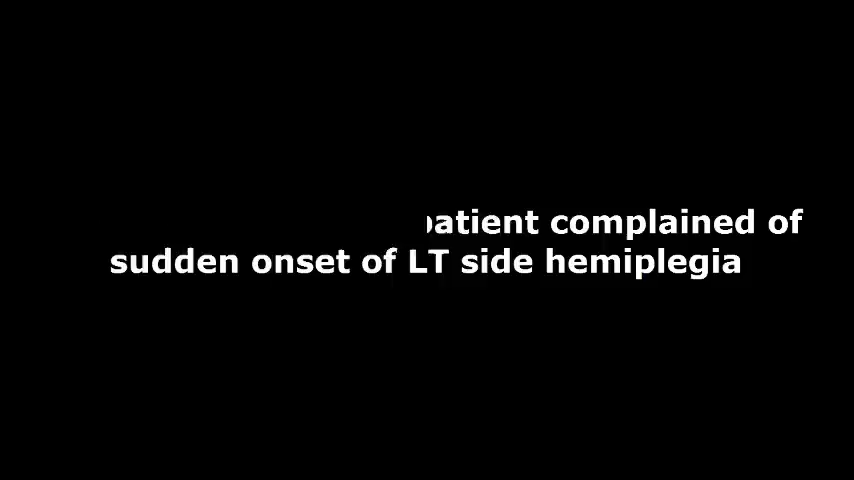 patient complained of
sudden onset of LT side hemiplegia